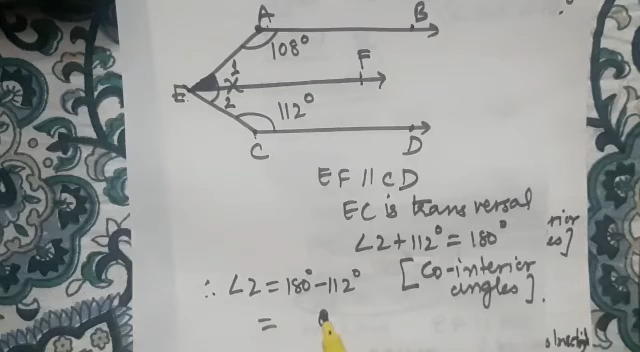 A B
108°
F
1
E x
2 112°
C D
EF || CD
EC is transversal
∠2 + 112° = 180°
∴ ∠2 = 180° - 112° [Co-interior
angles].
=